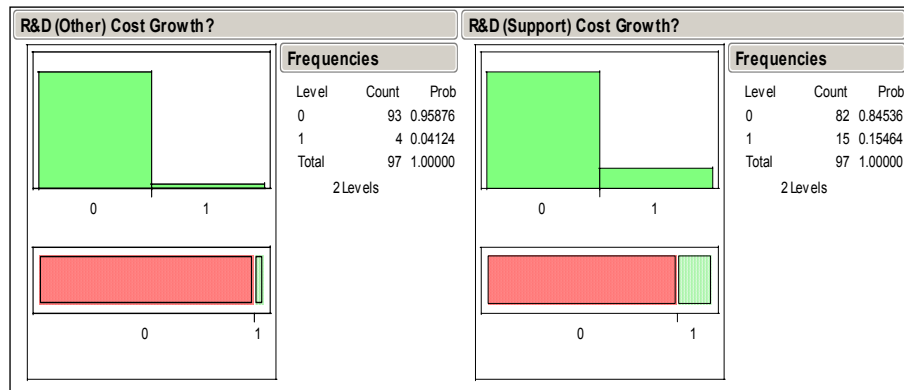 R&D (Other) Cost Growth?
Frequencies
Level Count Prob
0 93 0.95876
1 4 0.04124
Total 97 1.00000
2 Levels
0 1
0 1
R&D (Support) Cost Growth?
Frequencies
Level Count Prob
0 82 0.84536
1 15 0.15464
Total 97 1.00000
2 Levels
0 1
0 1